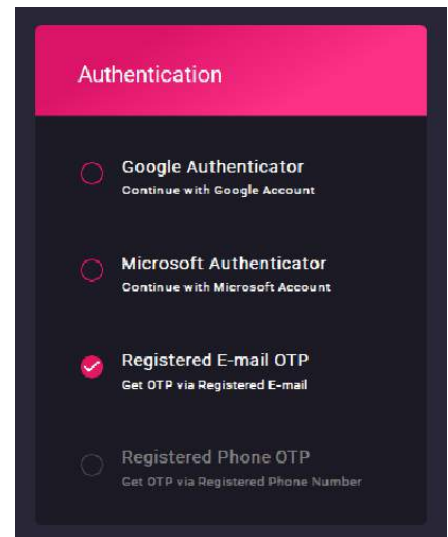 Authentication
Google Authenticator
Continue with Google Account
Microsoft Authenticator
Continue with Microsoft Account
Registered E-mail OTP
Get OTP via Registered E-mail
Registered Phone OTP
Get OTP via Registered Phone Number